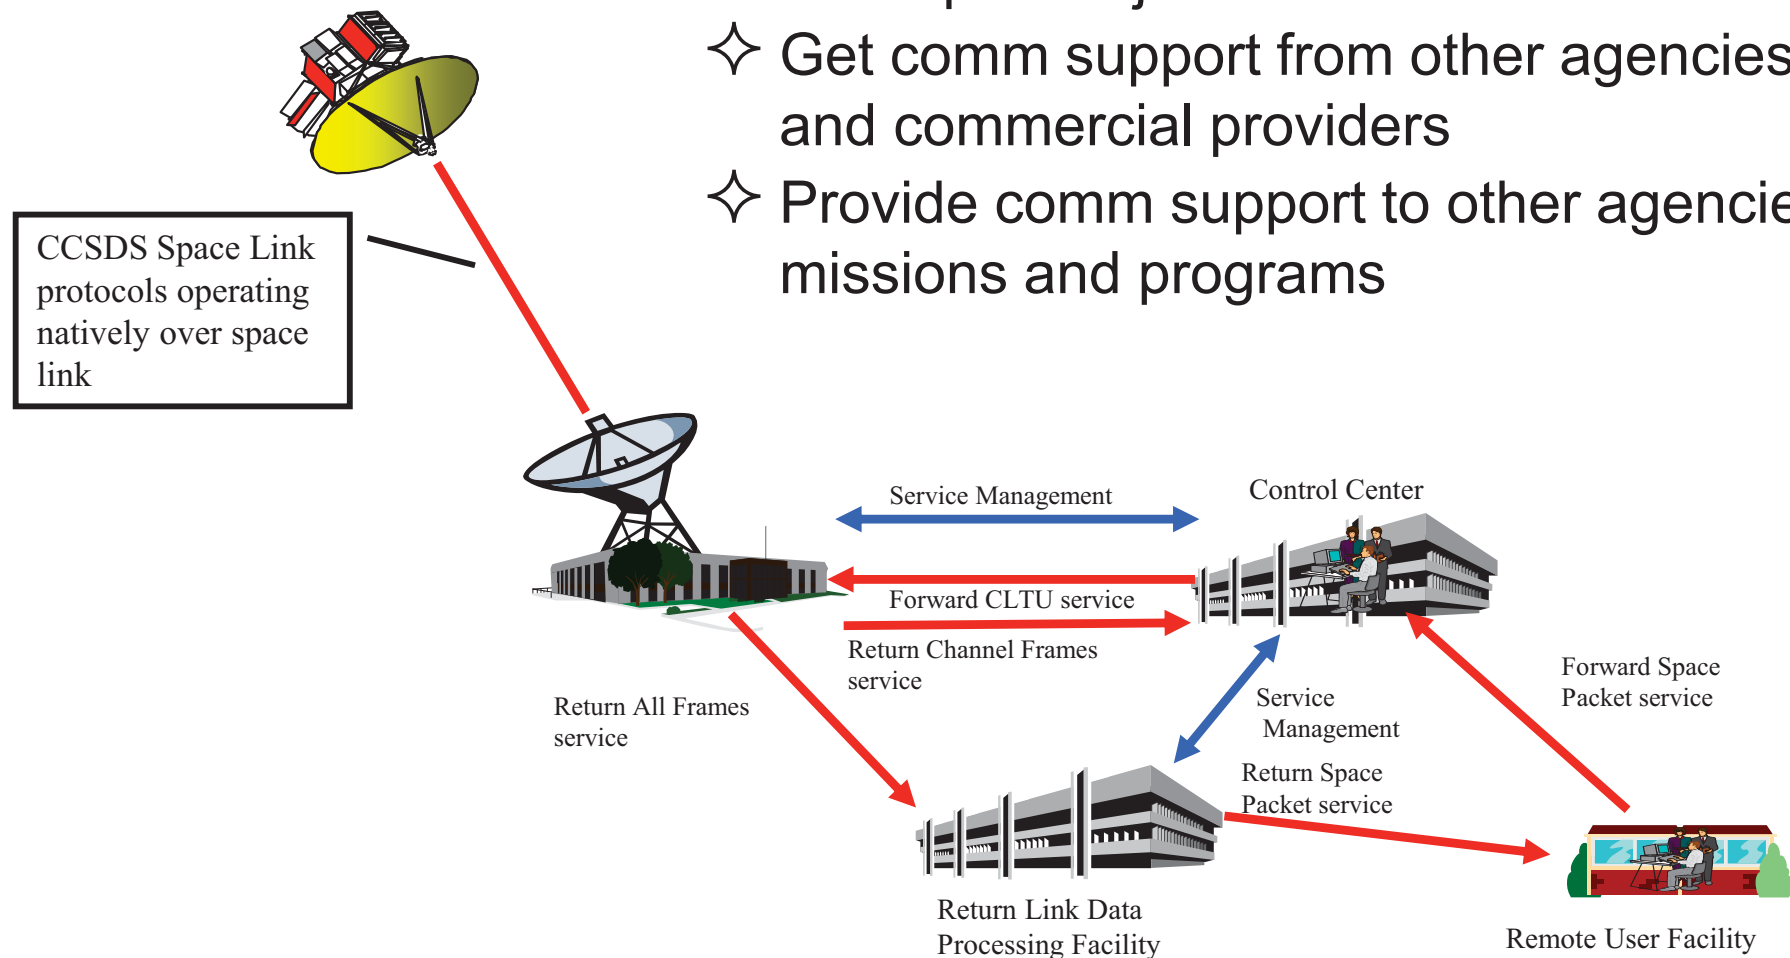 ✧ Get comm support from other agencies
and commercial providers
✧ Provide comm support to other
missions and programs
CCSDS Space Link
protocols operating
natively over space
link
Service Management
Control Center
Forward CLTU service
Return Channel Frames
service
Return All Frames
service
Service
Management
Forward Space
Packet service
Return Space
Packet service
Return Link Data
Processing Facility
Remote User Facility